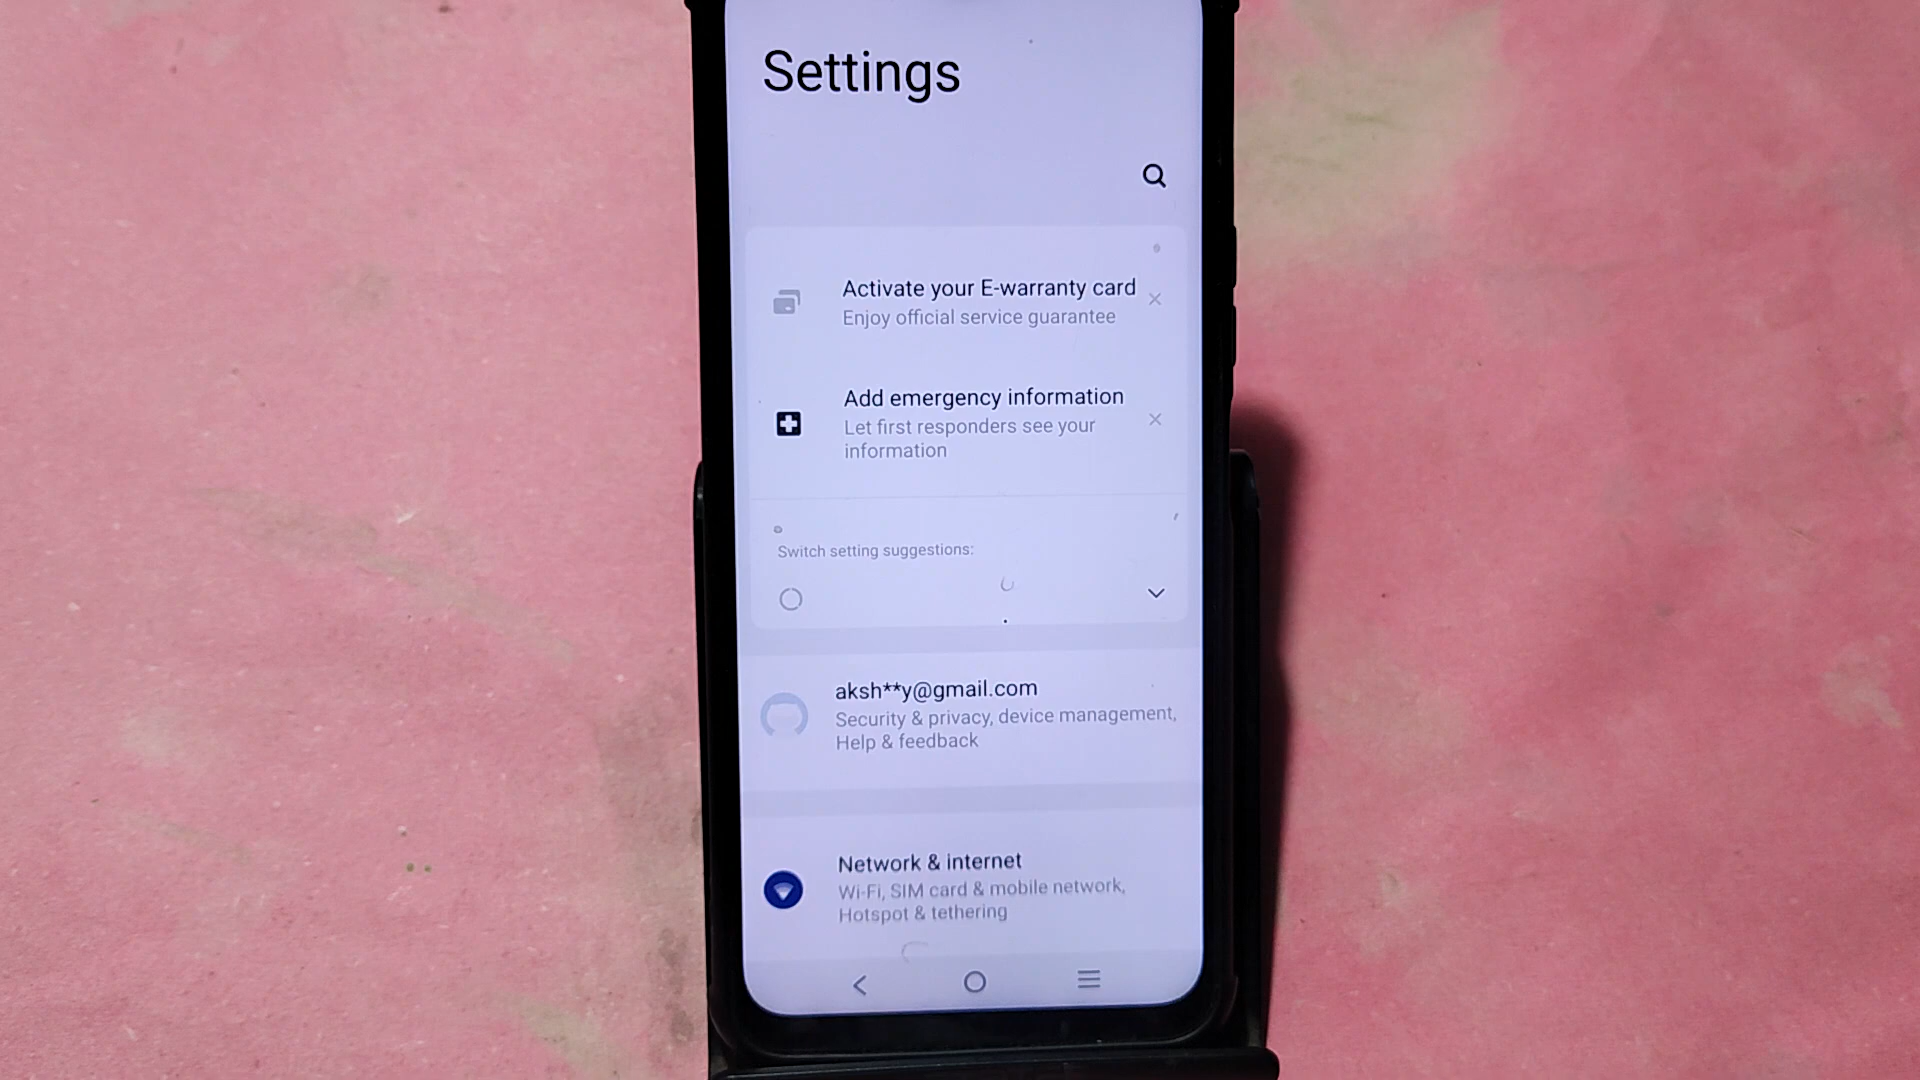 Settings
Activate your E-warranty card
Enjoy official service guarantee
Add emergency information
Let first responders see your
information
Switch setting suggestions:
aksh**y@gmail.com
Security & privacy, device management,
Help & feedback
Network & internet
Wi-Fi, SIM card & mobile network,
Hotspot & tethering